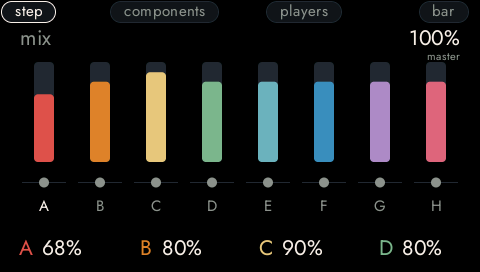 step components players bar
mix 100%
master
A B C D E F G H
A 68% B 80% C 90% D 80%